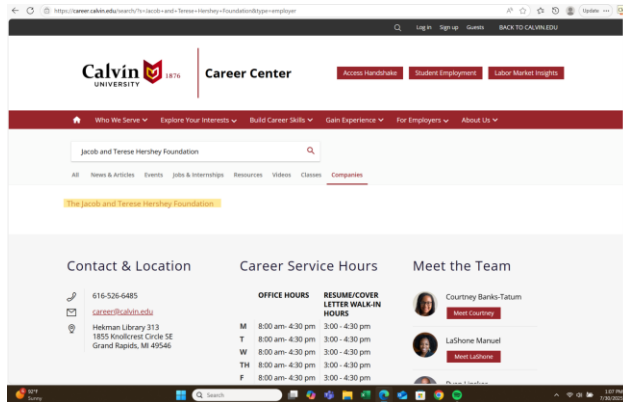 https://career.calvin.edu/search/?s=Jacob+and+Terese+Hershey+Foundation&type=employer
Update
Log in Sign up Guests BACK TO CALVIN.EDU
Calvin UNIVERSITY 1876 Career Center
Access Handshake Student Employment Labor Market Insights
Who We Serve Explore Your Interests Build Career Skills Gain Experience For Employers About Us
Jacob and Terese Hershey Foundation
All News & Articles Events Jobs & Internships Resources Videos Classes Companies
The Jacob and Terese Hershey Foundation
Contact & Location
616-526-6485
career@calvin.edu
Hekman Library 313
1855 Knollcrest Circle SE
Grand Rapids, MI 49546
Career Service Hours
OFFICE HOURS RESUME/COVER LETTER WALK-IN HOURS
M 8:00 am- 4:30 pm 3:00 - 4:30 pm
T 8:00 am- 4:30 pm 3:00 - 4:30 pm
W 8:00 am- 4:30 pm 3:00 - 4:30 pm
TH 8:00 am- 4:30 pm 3:00 - 4:30 pm
F 8:00 am- 4:30 pm 3:00 - 4:30 pm
Meet the Team
Courtney Banks-Tatum
Meet Courtney
LaShone Manuel
Meet LaShone
Sunny
Search
1:07 PM
7/30/2025